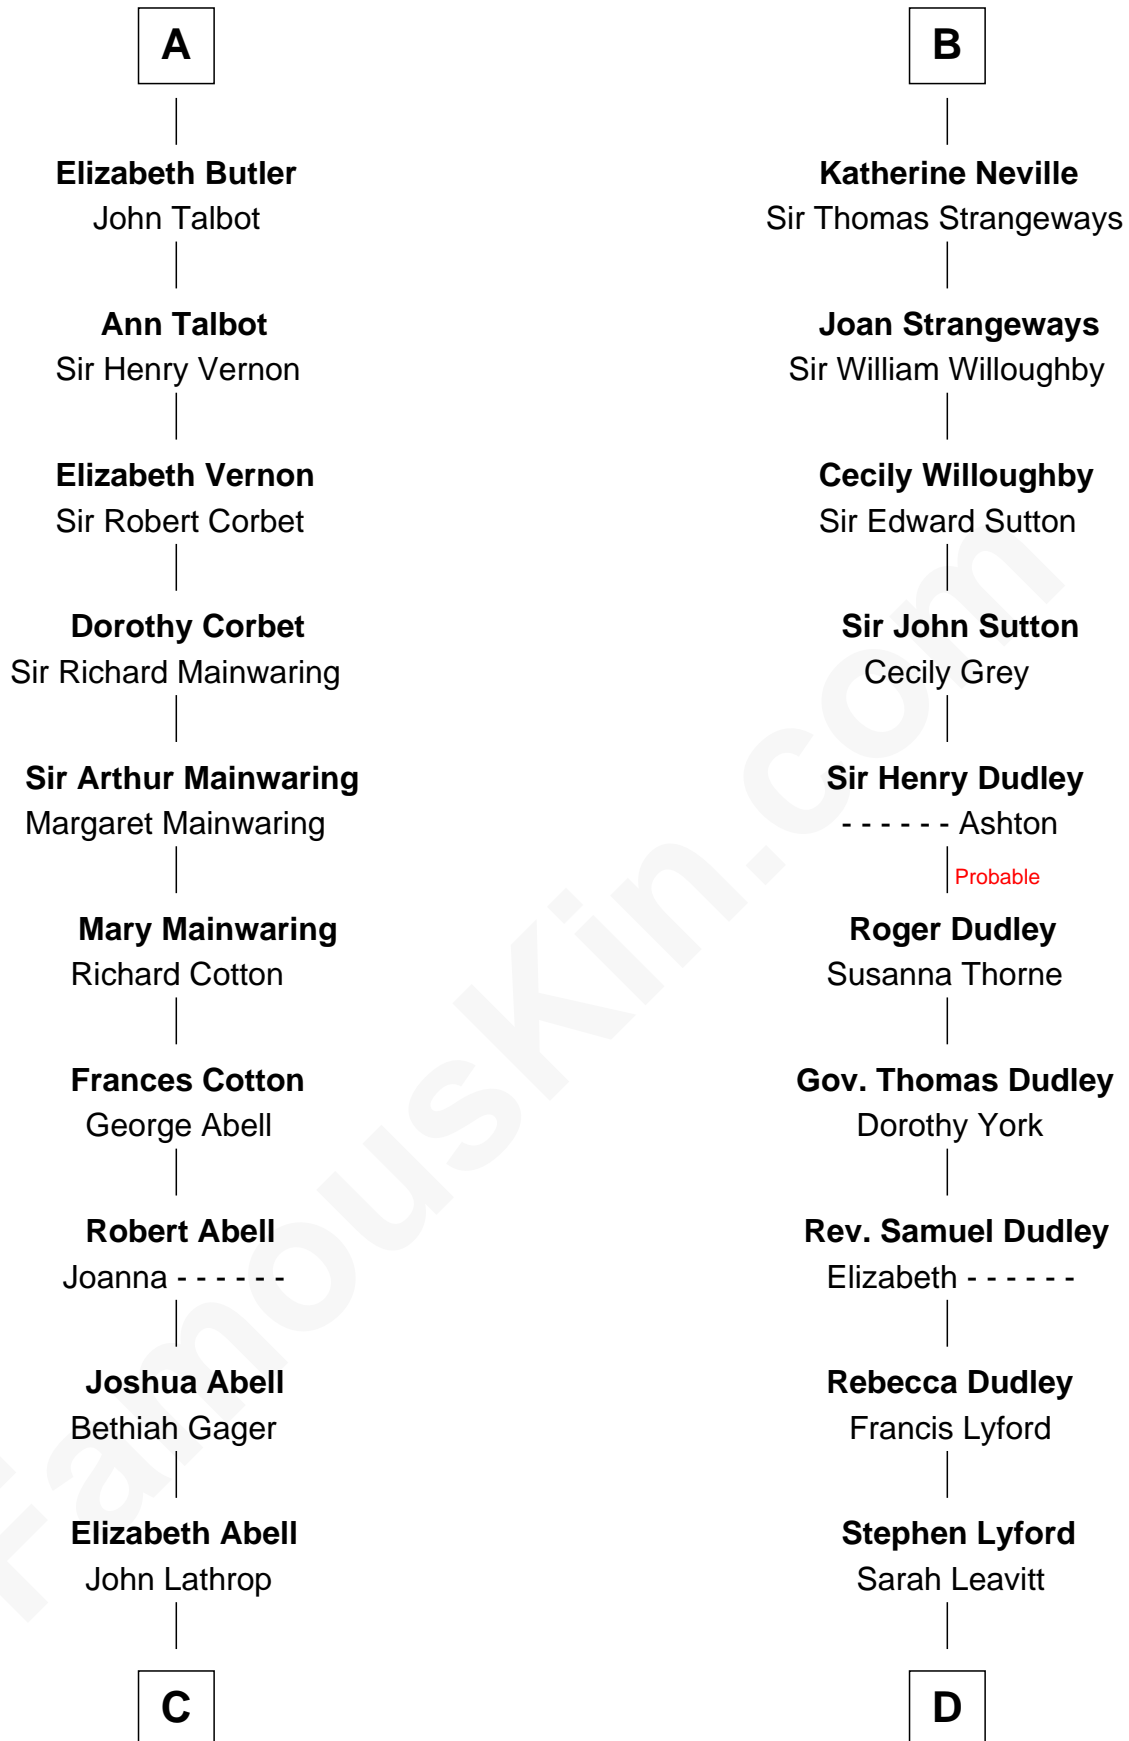 A
Elizabeth Butler
John Talbot
Ann Talbot
Sir Henry Vernon
Elizabeth Vernon
Sir Robert Corbet
Dorothy Corbet
Sir Richard Mainwaring
Sir Arthur Mainwaring
Margaret Mainwaring
Mary Mainwaring
Richard Cotton
Frances Cotton
George Abell
Robert Abell
Joanna - - - - - -
Joshua Abell
Bethiah Gager
Elizabeth Abell
John Lathrop
C
B
Katherine Neville
Sir Thomas Strangeways
Joan Strangeways
Sir William Willoughby
Cecily Willoughby
Sir Edward Sutton
Sir John Sutton
Cecily Grey
Sir Henry Dudley
- - - - - - Ashton
Probable
Roger Dudley
Susanna Thorne
Gov. Thomas Dudley
Dorothy York
Rev. Samuel Dudley
Elizabeth - - - - - -
Rebecca Dudley
Francis Lyford
Stephen Lyford
Sarah Leavitt
D
FamousKin.com